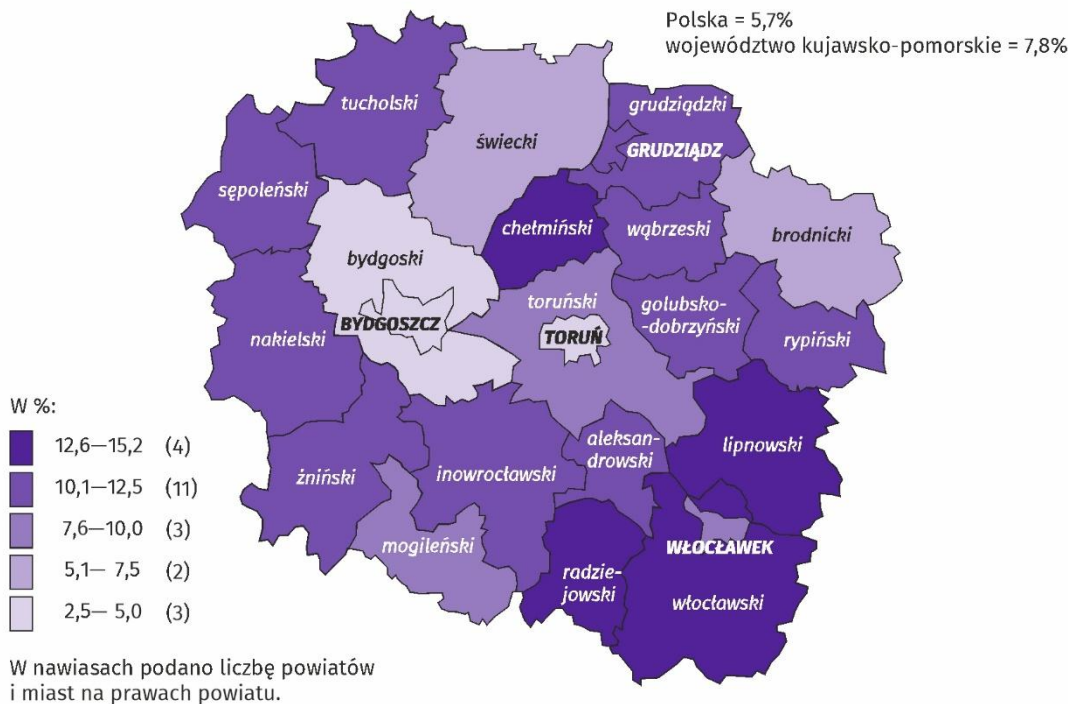 Polska = 5,7%
województwo kujawsko-pomorskie = 7,8%
tucholski
grudziądzki
świecki
GRUDZIĄDZ
sępoleński
chełmiński
wąbrzeski
brodnicki
bydgoski
toruński
golubsko-
-dobrzyński
BYDGOSZCZ
TORUŃ
nakielski
rypiński
aleksan-
drowski
lipnowski
żniński
inowrocławski
mogileński
WŁOCŁAWEK
radzie-
jowski
włocławski
W %:
12,6—15,2 (4)
10,1—12,5 (11)
7,6—10,0 (3)
5,1— 7,5 (2)
2,5— 5,0 (3)
W nawiasach podano liczbę powiatów
i miast na prawach powiatu.